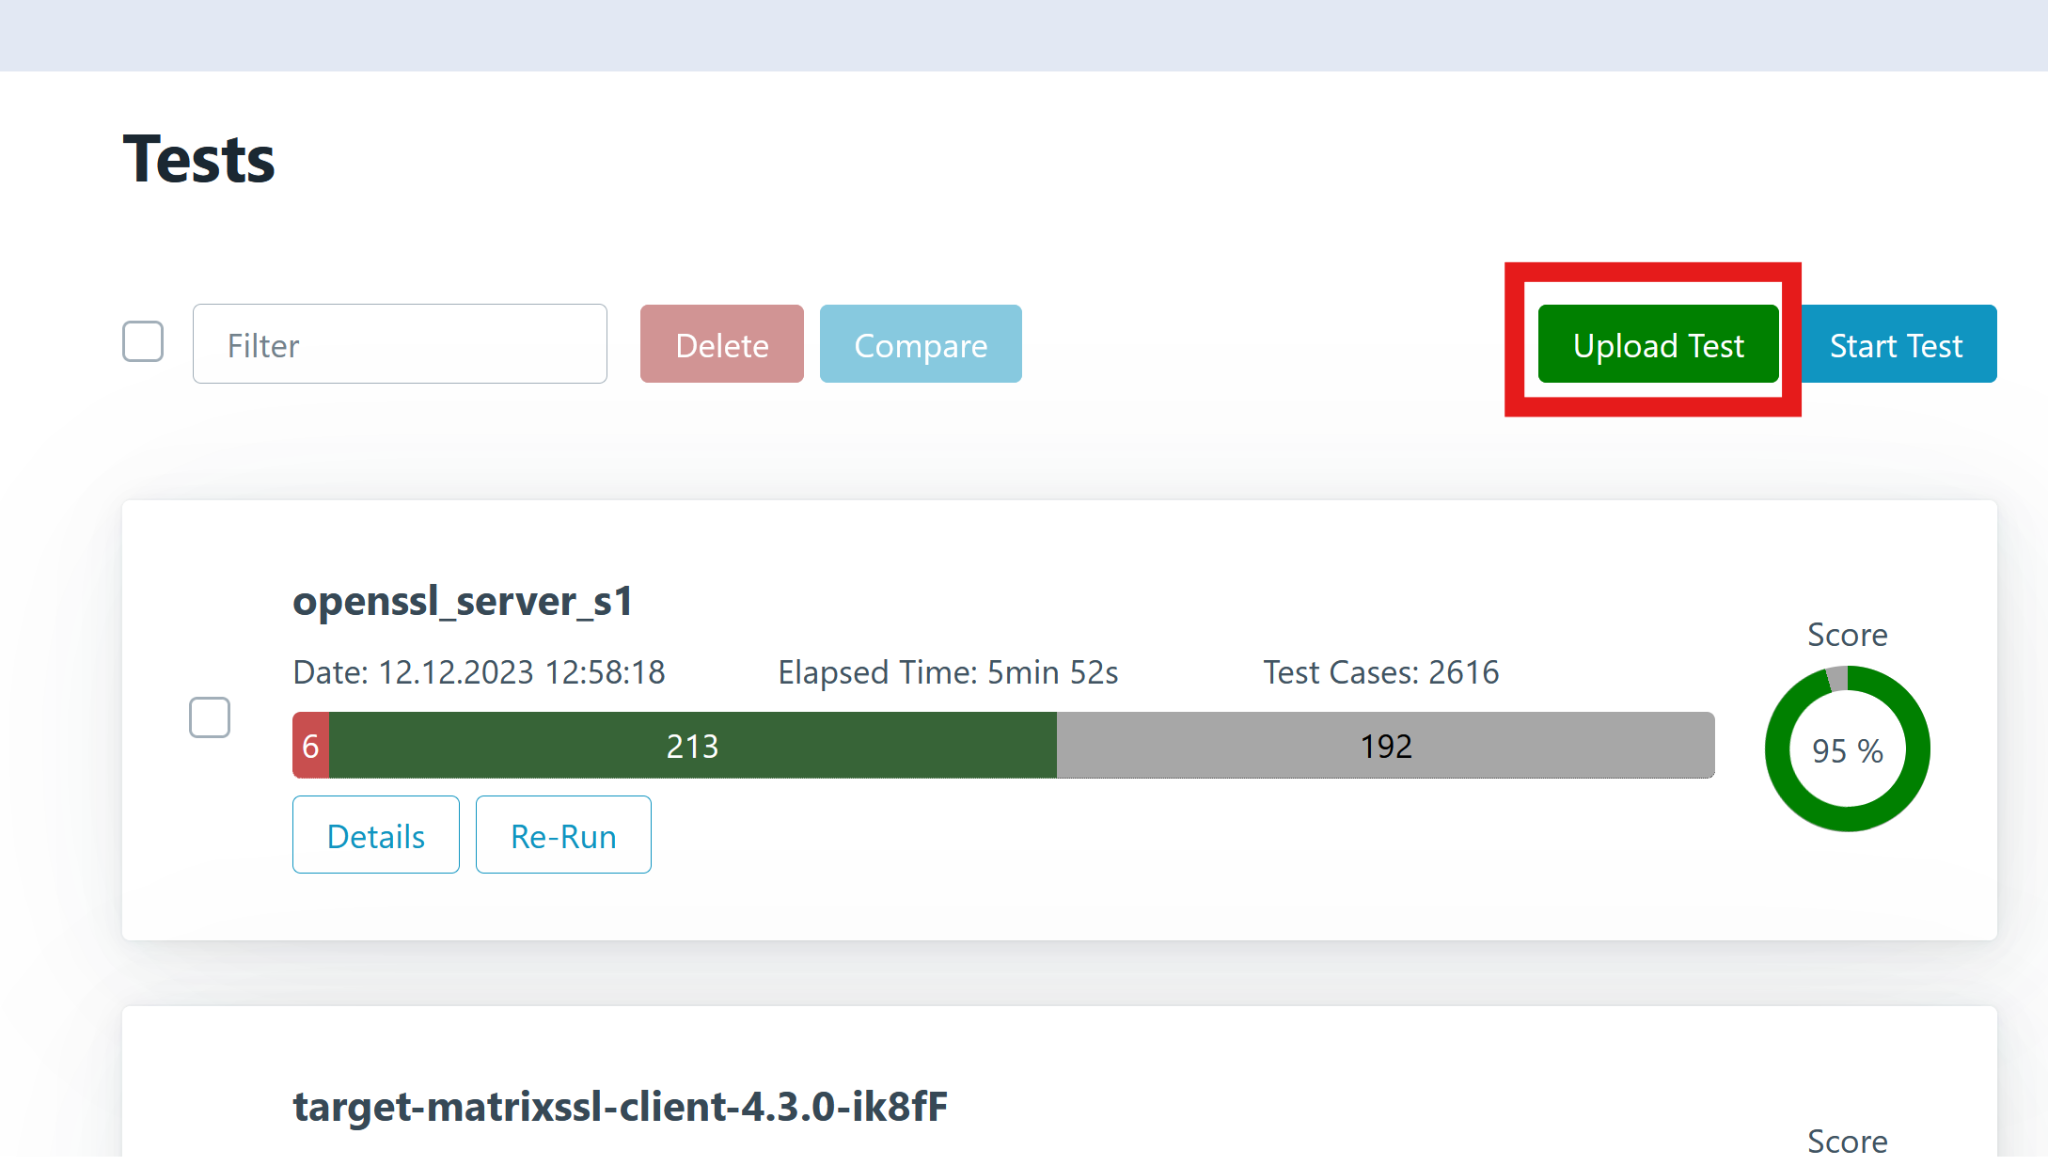 Tests
Filter
Delete
Compare
Upload Test
Start Test
openssl_server_s1
Date: 12.12.2023 12:58:18
Elapsed Time: 5min 52s
Test Cases: 2616
Score
6
213
192
95 %
Details
Re-Run
target-matrixssl-client-4.3.0-ik8fF
Score